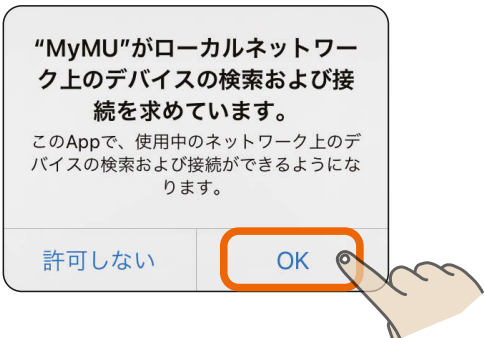 “MyMU”がローカルネットワー
ク上のデバイスの検索および接
続を求めています。
このAppで、使用中のネットワーク上のデ
バイスの検索および接続ができるようにな
ります。
許可しない
OK